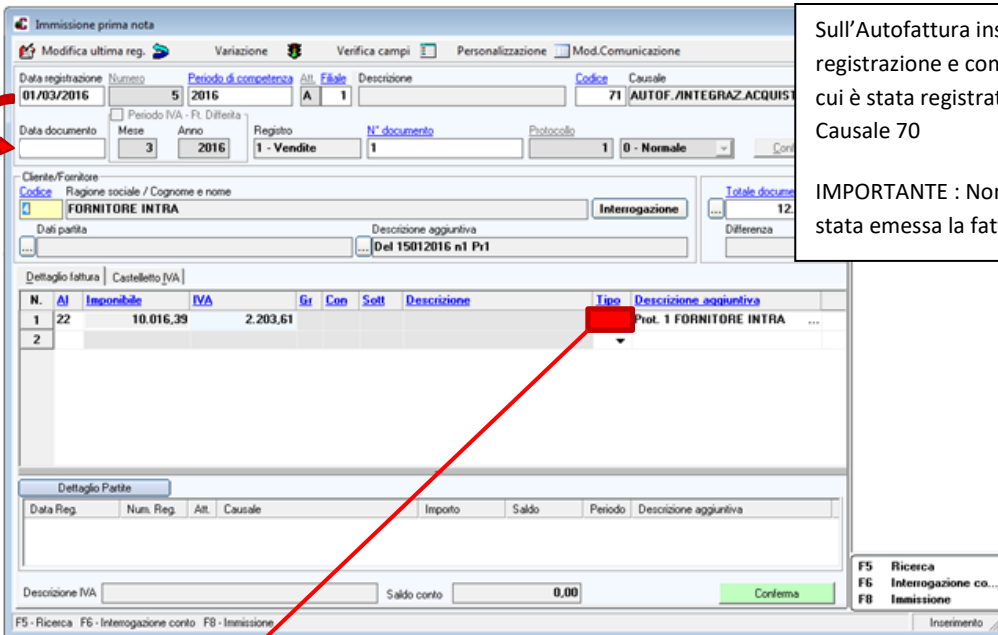 Immissione prima nota
Modifica ultima reg. Variazione Verifica campi Personalizzazione Mod.Comunicazione
Data registrazione Numero Periodo di competenza Att. Filiale Descrizione Codice Causale
01/03/2016 5 2016 A 1 71 AUTOF./INTEGRAZ.ACQUIST
Periodo IVA - Ft. Differita
Data documento Mese Anno Registro N° documento Protocollo
3 2016 1 - Vendite 1 1 0 - Normale
Cliente/Fornitore
Codice Ragione sociale / Cognome e nome Totale docume
FORNITORE INTRA Interrogazione ... 12.
Dati partita Descrizione aggiuntiva Differenza
... ... Del 15012016 n1 Pr1
Dettaglio fattura Castelletto IVA
N. Al Imponibile IVA Gr Con Sott Descrizione Tipo Descrizione aggiuntiva
1 22 10.016,39 2.203,61 Prot. 1 FORNITORE INTRA ...
2
Dettaglio Partite
Data Reg. Num. Reg. Att. Causale Importo Saldo Periodo Descrizione aggiuntiva
Descrizione IVA Saldo conto 0,00 Conferma
F5 - Ricerca F6 - Interrogazione conto F8 - Immissione
Sull'Autofattura ins
registrazione e com
cui è stata registrat
Causale 70
IMPORTANTE : Non
stata emessa la fat
F5 Ricerca
F6 Interrogazione co...
F8 Immissione
Inserimento